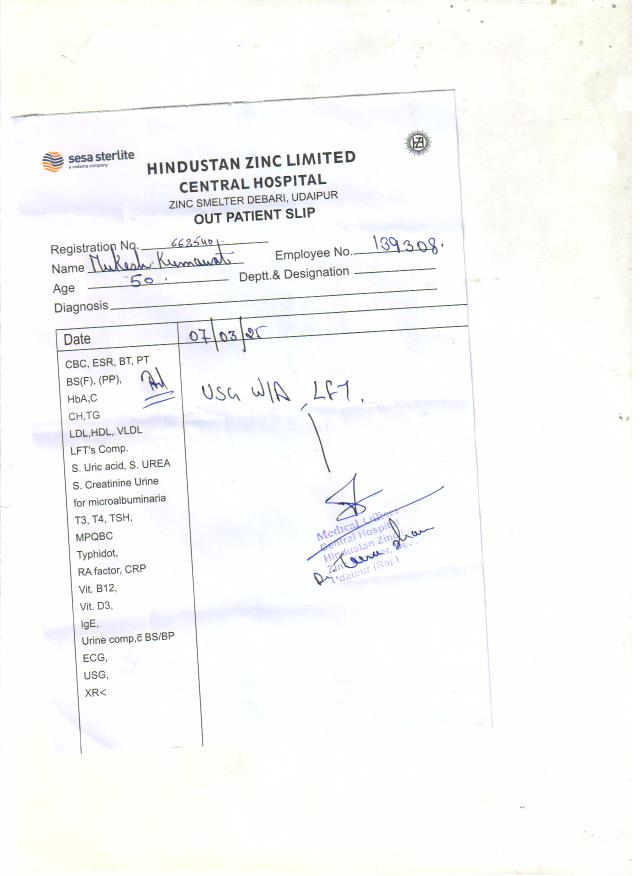 sesa sterlite
a vedanta company
HINDUSTAN ZINC LIMITED
CENTRAL HOSPITAL
ZINC SMELTER DEBARI, UDAIPUR
OUT PATIENT SLIP
Registration No.
Name Mukesh Kumawat Employee No. 139308.
Age 50. Deptt.& Designation
Diagnosis
Date 07/03/25
CBC, ESR, BT, PT
BS(F), (PP),
HbA,C
USG W/A, LFT.
CH,TG
LDL,HDL, VLDL
LFT's Comp.
S. Uric acid, S. UREA
S. Creatinine Urine
for microalbuminaria
T3, T4, TSH,
MPQBC
Typhidot,
RA factor, CRP
Vit. B12,
Vit. D3,
IgE,
Urine comp,c̄ BS/BP
ECG,
USG,
XR<
Medical Officer
Central Hospital
Hindustan Zinc
Udaipur (Raj.)